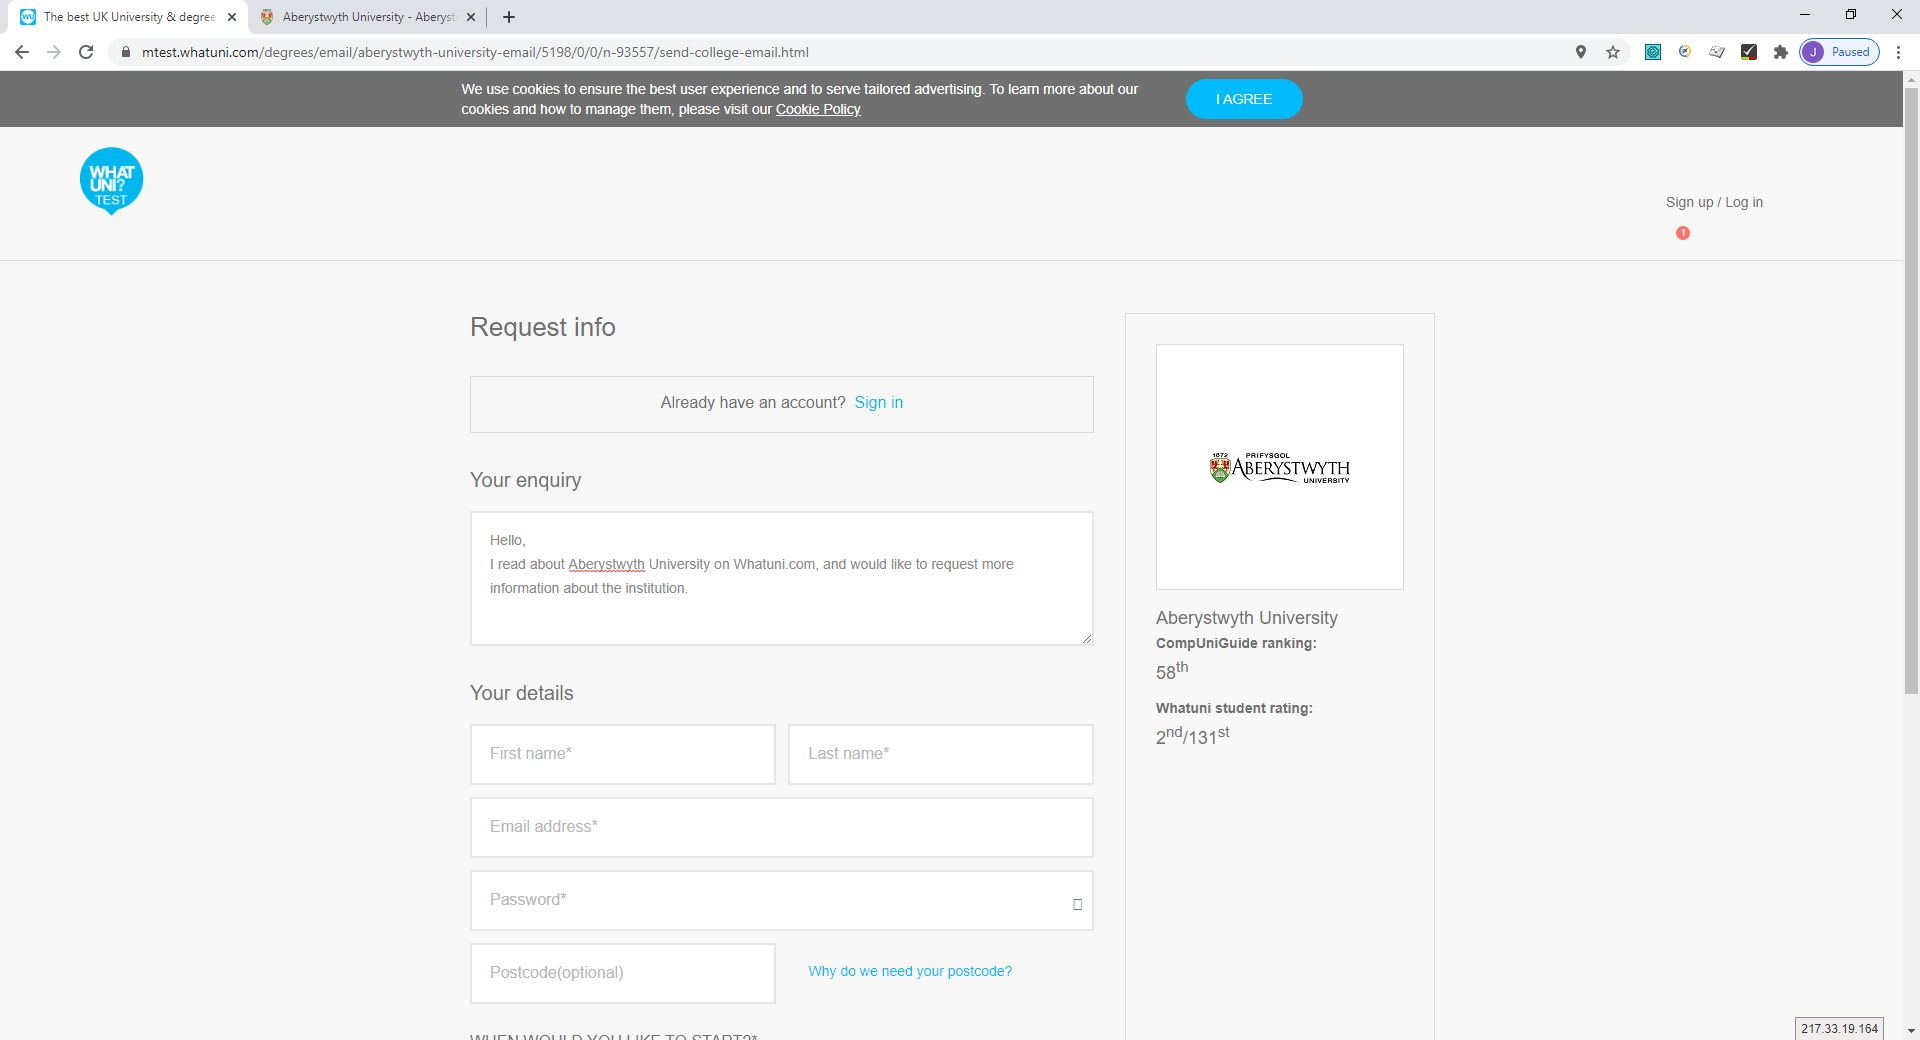 The best UK University & degree
Aberystwyth University - Aberyst
mtest.whatuni.com/degrees/email/aberystwyth-university-email/5198/0/0/n-93557/send-college-email.html
J Paused
We use cookies to ensure the best user experience and to serve tailored advertising. To learn more about our
cookies and how to manage them, please visit our Cookie Policy
I AGREE
WHAT
UNI?
TEST
Sign up / Log in
1
Request info
Already have an account? Sign in
Your enquiry
Hello,
I read about Aberystwyth University on Whatuni.com, and would like to request more
information about the institution.
Your details
First name*
Last name*
Email address*
Password*
Postcode(optional)
Why do we need your postcode?
WHEN WOULD YOU LIKE TO START?*
1872 PRIFYSGOL
ABERYSTWYTH
UNIVERSITY
Aberystwyth University
CompUniGuide ranking:
58th
Whatuni student rating:
2nd/131st
217.33.19.164